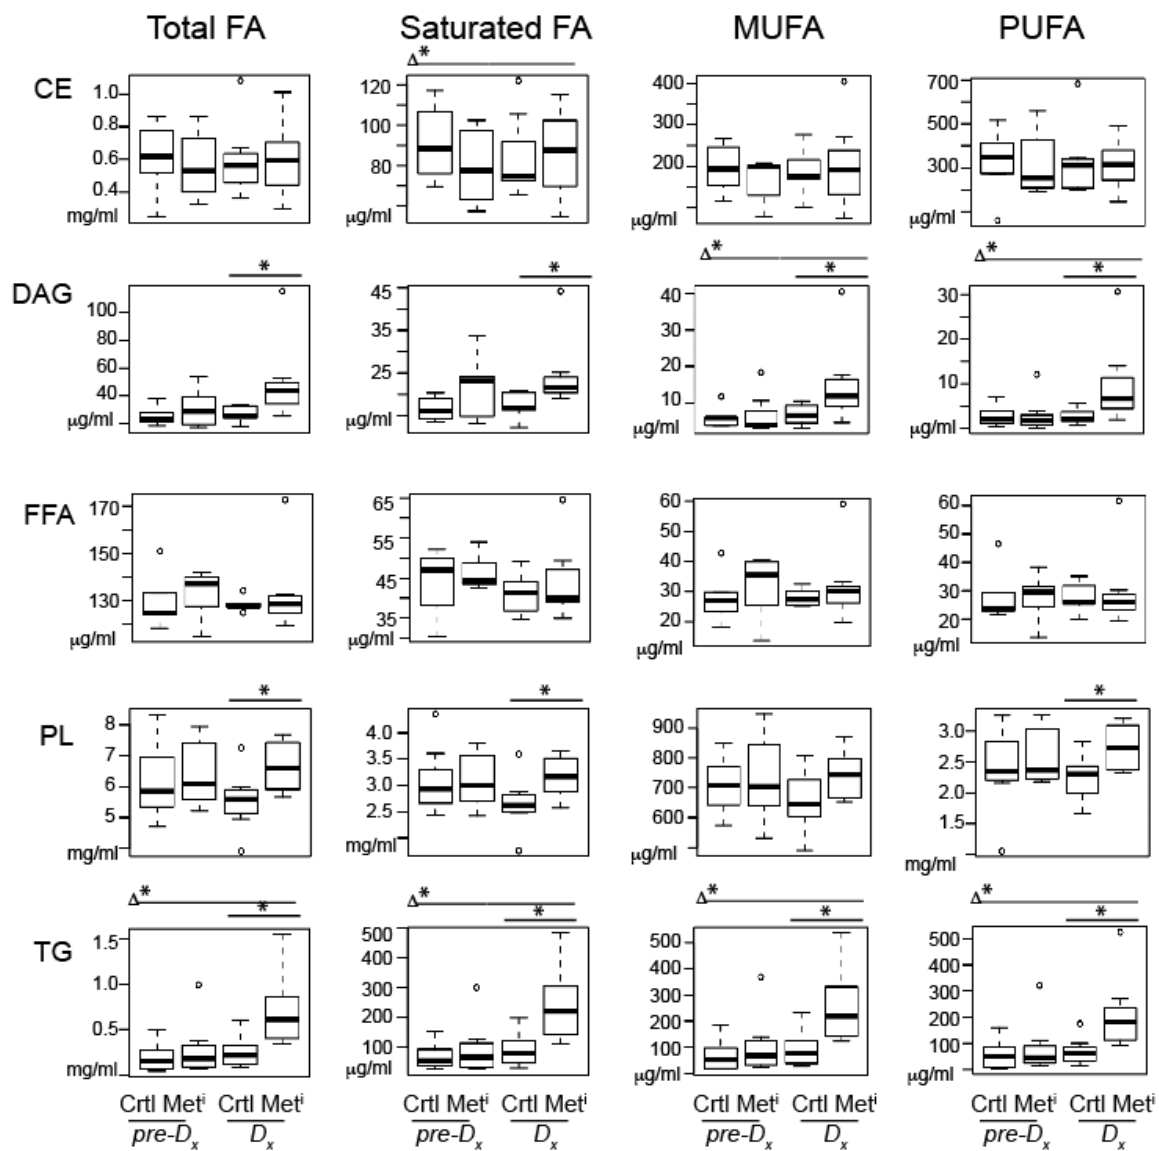 Total FA Saturated FA MUFA PUFA
Δ*
CE
1.0
0.8
0.6
0.4
mg/ml
120
100
80
µg/ml
400
300
200
µg/ml
700
500
300
µg/ml
Δ* Δ*
* * * *
DAG
100
80
60
40
µg/ml
45
35
25
µg/ml
40
30
20
10
µg/ml
30
20
10
µg/ml
FFA
170
150
130
µg/ml
65
55
45
35
µg/ml
60
50
40
30
20
µg/ml
60
50
40
30
20
µg/ml
* * *
PL
8
7
6
5
mg/ml
4.0
3.0
2.5
mg/ml
900
800
700
600
µg/ml
3.0
2.5
2.0
1.5
mg/ml
Δ* Δ* Δ* Δ*
* * * *
TG
1.5
1.0
0.5
mg/ml
500
400
300
200
100
µg/ml
500
400
300
200
100
µg/ml
500
400
300
200
100
µg/ml
Crtl Metⁱ Crtl Metⁱ Crtl Metⁱ Crtl Metⁱ Crtl Metⁱ Crtl Metⁱ Crtl Metⁱ Crtl Metⁱ
pre-Dₓ Dₓ pre-Dₓ Dₓ pre-Dₓ Dₓ pre-Dₓ Dₓ